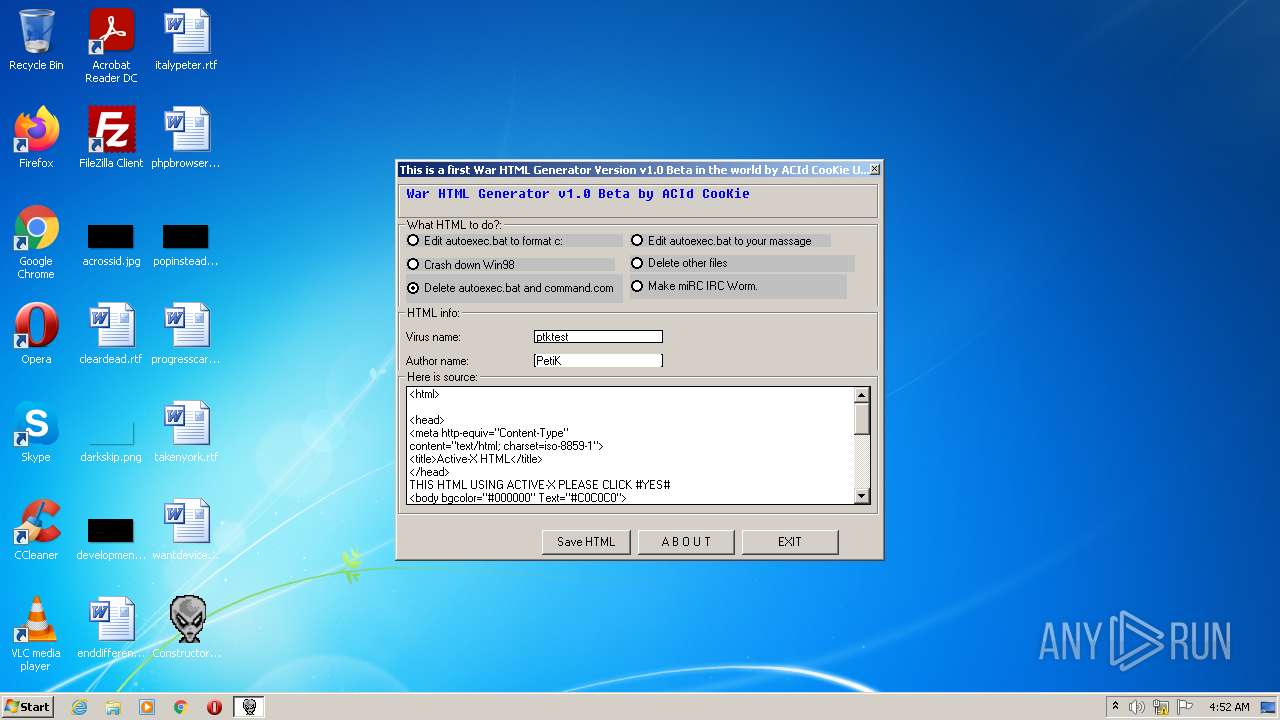 Recycle Bin
Acrobat
Reader DC
italypeter.rtf
Firefox
FileZilla Client
phpbrowser...
Google
Chrome
acrossid.jpg
popinstead...
Opera
cleardead.rtf
progresscar...
Skype
darkskip.png
takenyork.rtf
CCleaner
developmen...
wantdevice...
VLC media
player
enddifferen...
Constructor...
This is a first War HTML Generator Version v1.0 Beta in the world by ACId CooKie U...
War HTML Generator v1.0 Beta by ACId CooKie
What HTML to do?:
Edit autoexec.bat to format c:
Edit autoexec.bat to your massage
Crash down Win98
Delete other files
Delete autoexec.bat and command.com
Make miRC IRC Worm.
HTML info:
Virus name:
ptktest
Author name:
PetiK
Here is source:
<html>
<head>
<meta http-equiv="Content-Type"
content="text/html; charset=iso-8859-1">
<title>Active-X HTML</title>
</head>
THIS HTML USING ACTIVE-X PLEASE CLICK #YES#
<body bgcolor="#000000" Text="#C0C0C0">
Save HTML
A B O U T
EXIT
ANY RUN
Start
4:52 AM